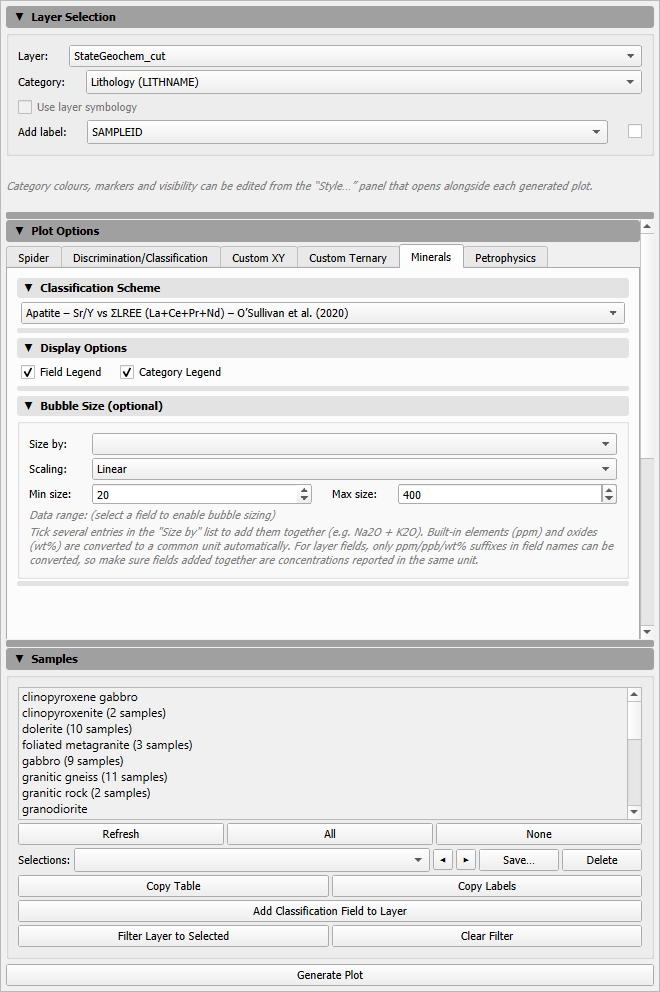 Layer Selection
Layer: StateGeochem_cut
Category: Lithology (LITHNAME)
Use layer symbology
Add label: SAMPLEID
Category colours, markers and visibility can be edited from the "Style..." panel that opens alongside each generated plot.
Plot Options
Spider Discrimination/Classification Custom XY Custom Ternary Minerals Petrophysics
Classification Scheme
Apatite – Sr/Y vs ΣLREE (La+Ce+Pr+Nd) – O'Sullivan et al. (2020)
Display Options
Field Legend Category Legend
Bubble Size (optional)
Size by:
Scaling: Linear
Min size: 20 Max size: 400
Data range: (select a field to enable bubble sizing)
Tick several entries in the "Size by" list to add them together (e.g. Na2O + K2O). Built-in elements (ppm) and oxides
(wt%) are converted to a common unit automatically. For layer fields, only ppm/ppb/wt% suffixes in field names can be
converted, so make sure fields added together are concentrations reported in the same unit.
Samples
clinopyroxene gabbro
clinopyroxenite (2 samples)
dolerite (10 samples)
foliated metagranite (3 samples)
gabbro (9 samples)
granitic gneiss (11 samples)
granitic rock (2 samples)
granodiorite
Refresh All None
Selections: Save... Delete
Copy Table Copy Labels
Add Classification Field to Layer
Filter Layer to Selected Clear Filter
Generate Plot